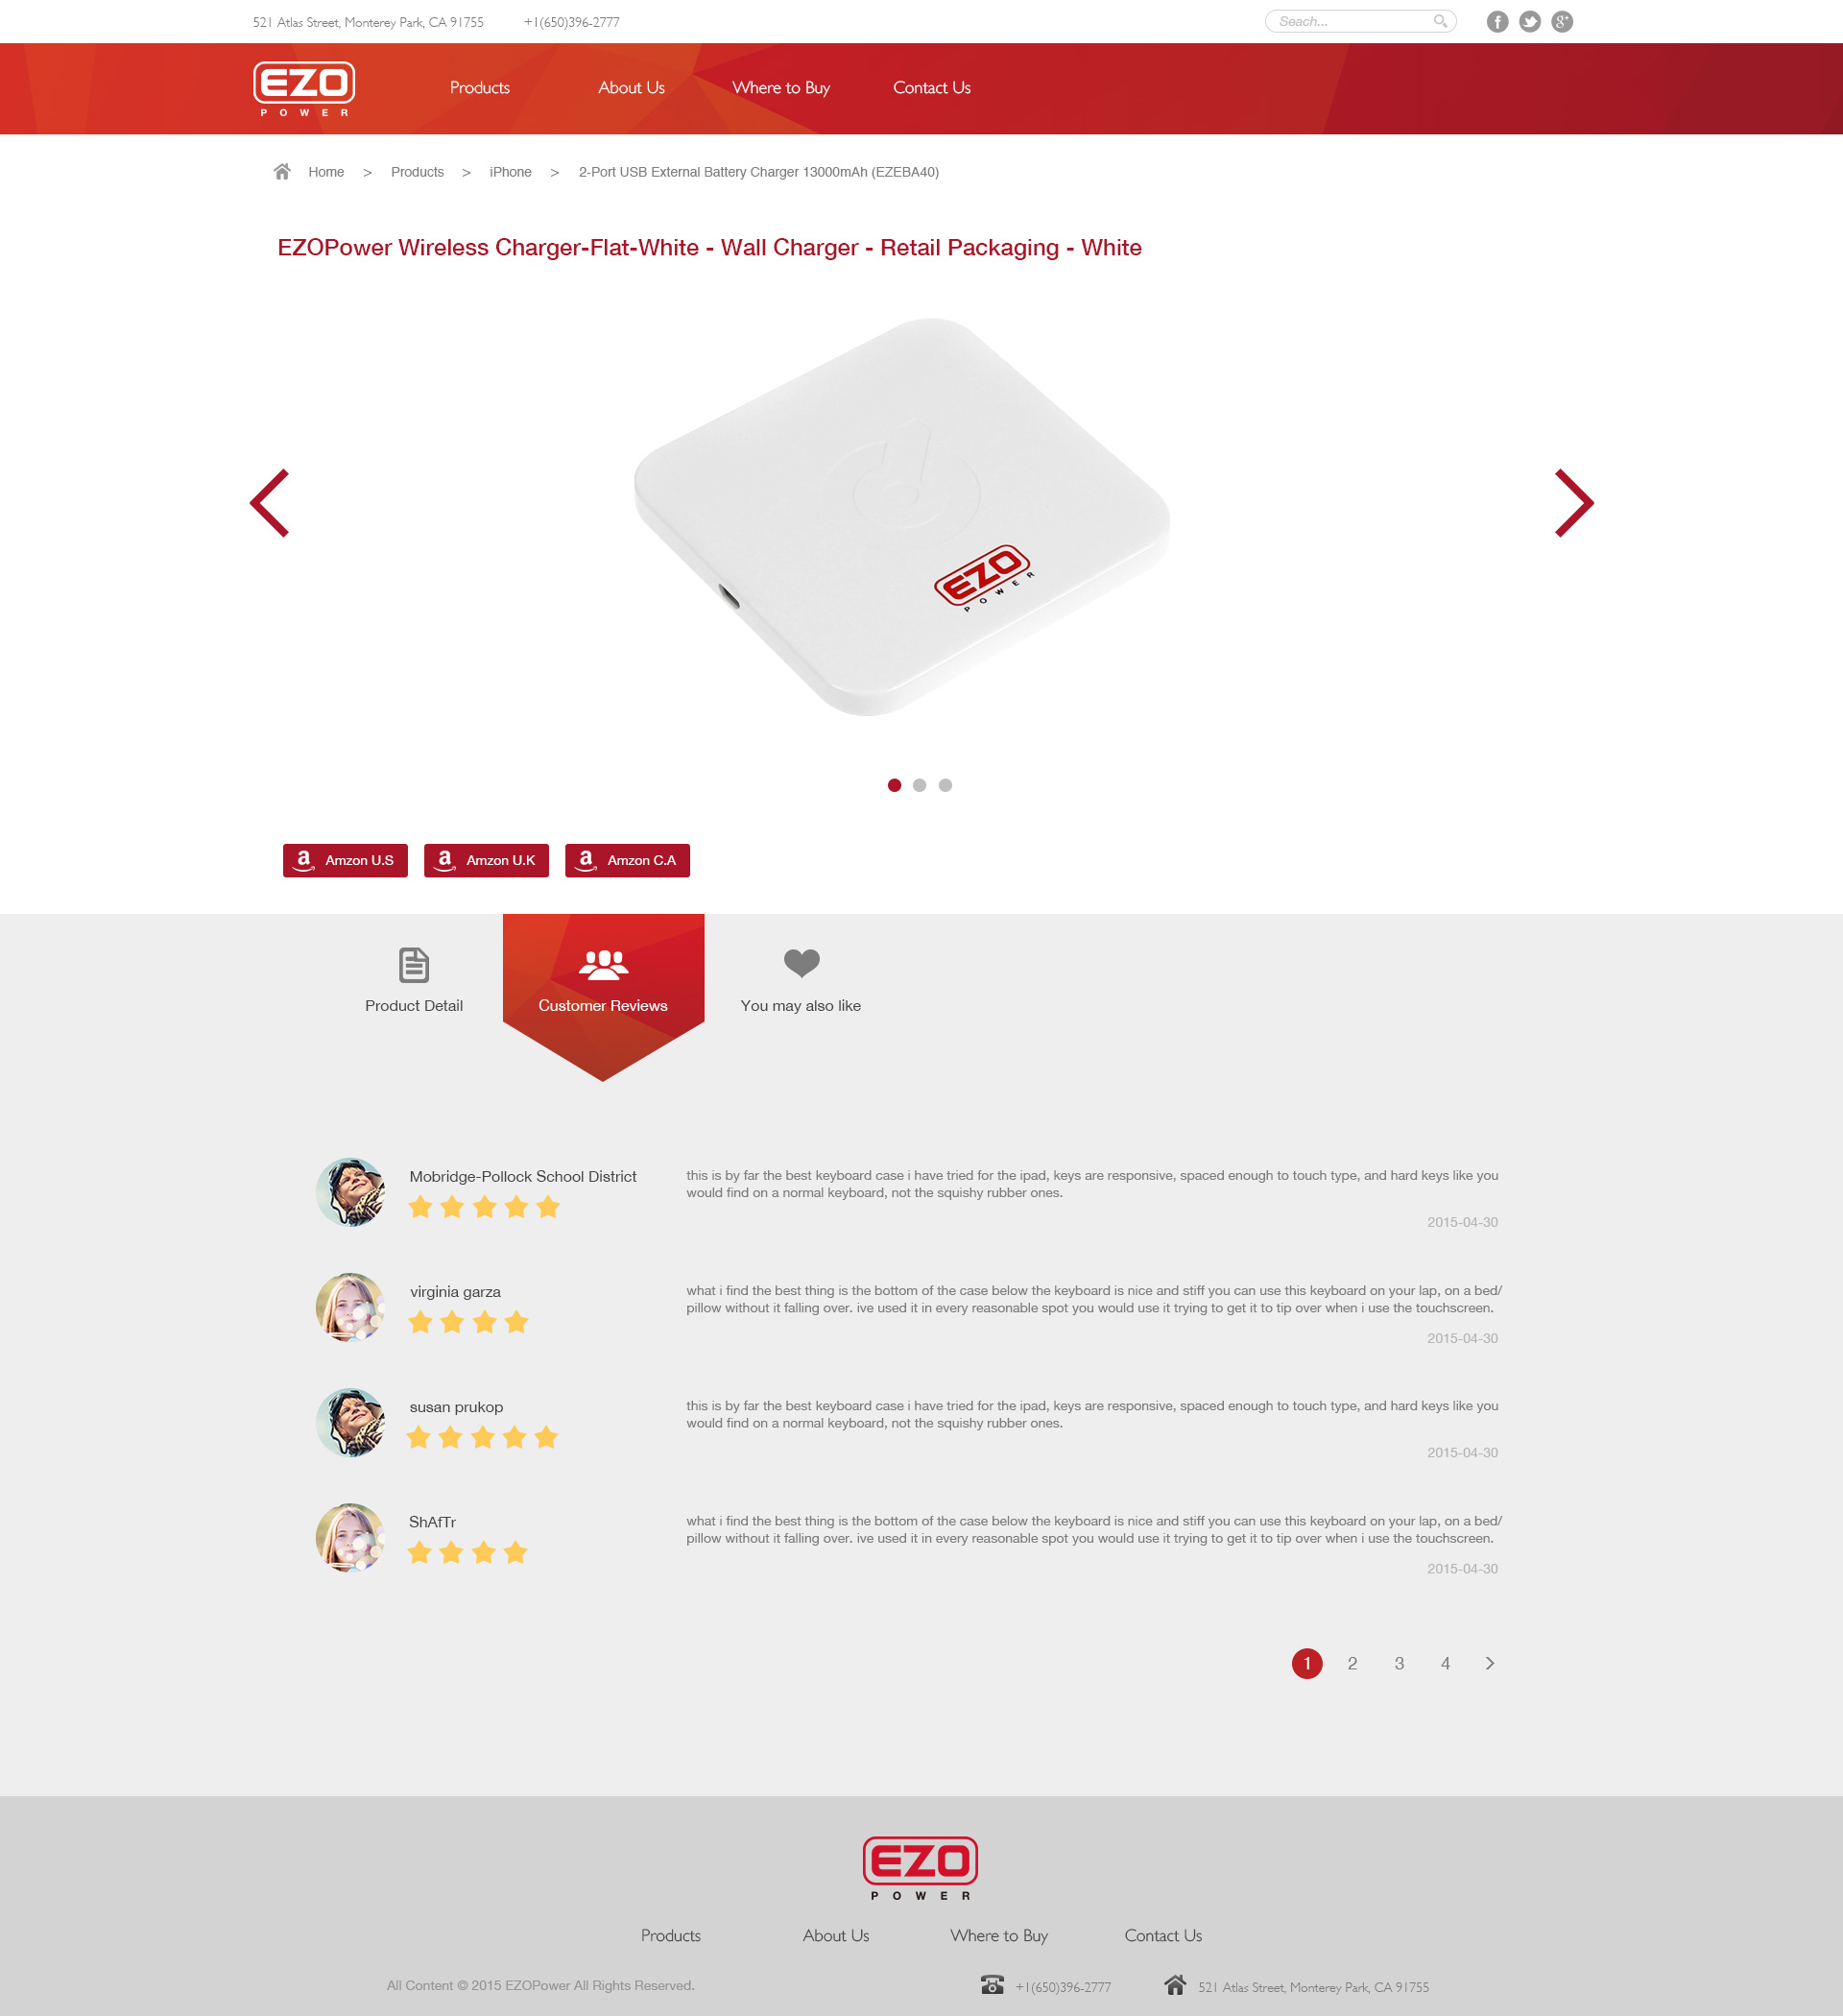 521 Atlas Street, Monterey Park, CA 91755 +1(650)396-2777 Seach...
EZO
POWER
Products About Us Where to Buy Contact Us
Home > Products > iPhone > 2-Port USB External Battery Charger 13000mAh (EZEBA40)
EZOPower Wireless Charger-Flat-White - Wall Charger - Retail Packaging - White
EZO
POWER
Amzon U.S Amzon U.K Amzon C.A
Product Detail Customer Reviews You may also like
Mobridge-Pollock School District
this is by far the best keyboard case i have tried for the ipad, keys are responsive, spaced enough to touch type, and hard keys like you
would find on a normal keyboard, not the squishy rubber ones.
2015-04-30
virginia garza
what i find the best thing is the bottom of the case below the keyboard is nice and stiff you can use this keyboard on your lap, on a bed/
pillow without it falling over. ive used it in every reasonable spot you would use it trying to get it to tip over when i use the touchscreen.
2015-04-30
susan prukop
this is by far the best keyboard case i have tried for the ipad, keys are responsive, spaced enough to touch type, and hard keys like you
would find on a normal keyboard, not the squishy rubber ones.
2015-04-30
ShAfTr
what i find the best thing is the bottom of the case below the keyboard is nice and stiff you can use this keyboard on your lap, on a bed/
pillow without it falling over. ive used it in every reasonable spot you would use it trying to get it to tip over when i use the touchscreen.
2015-04-30
1 2 3 4 >
EZO
POWER
Products About Us Where to Buy Contact Us
All Content © 2015 EZOPower All Rights Reserved. +1(650)396-2777 521 Atlas Street, Monterey Park, CA 91755